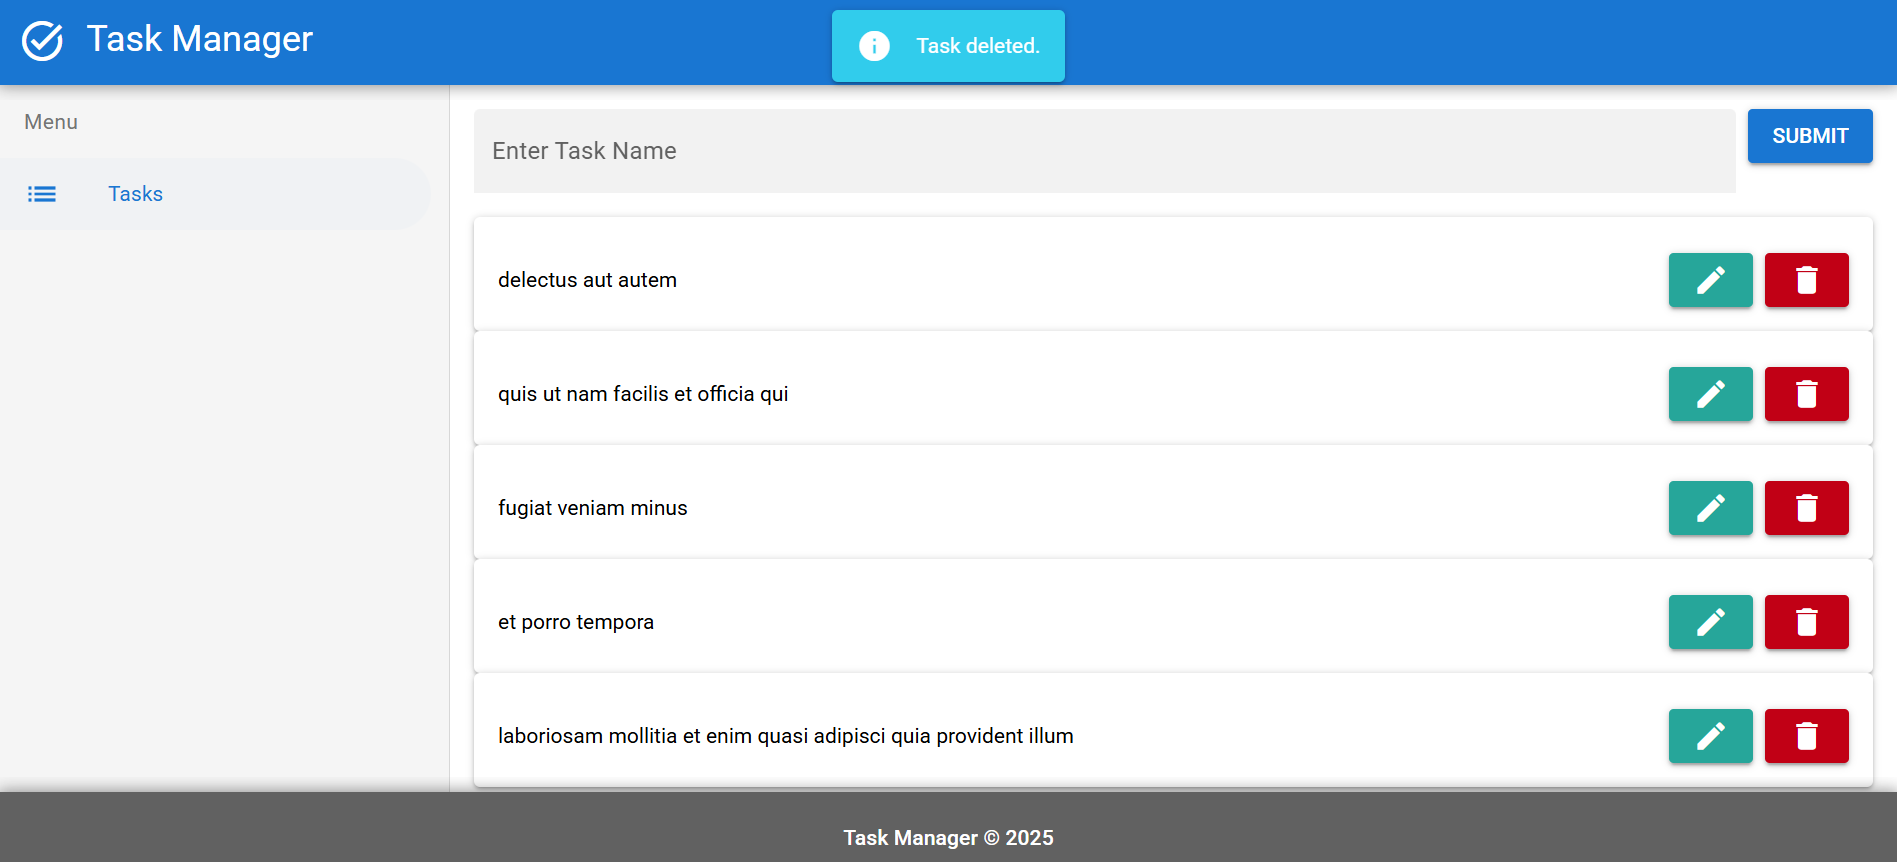 Task Manager
Task deleted.
Menu
Tasks
Enter Task Name
SUBMIT
delectus aut autem
quis ut nam facilis et officia qui
fugiat veniam minus
et porro tempora
laboriosam mollitia et enim quasi adipisci quia provident illum
Task Manager © 2025